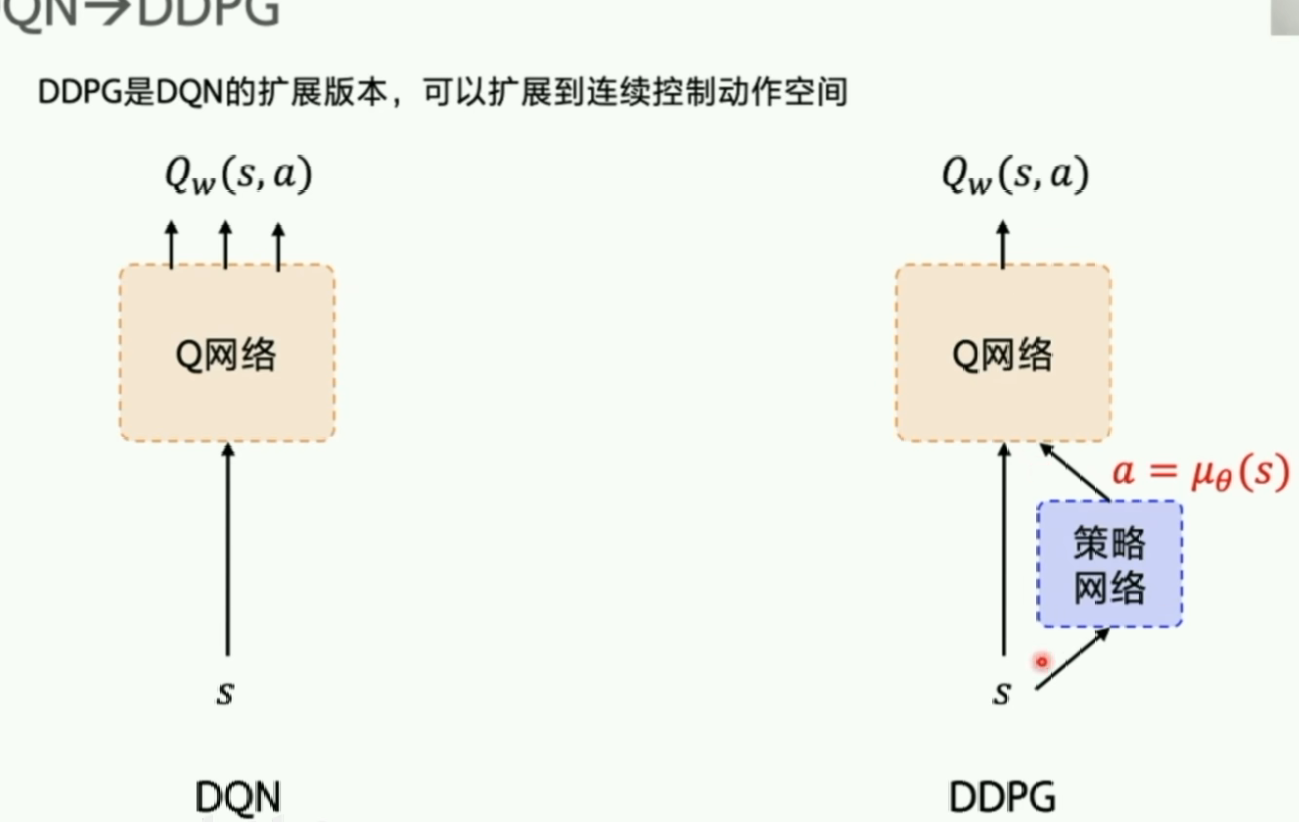 QN→DDPG
DDPG是DQN的扩展版本，可以扩展到连续控制动作空间
Q_w(s, a)
Q_w(s, a)
Q网络
Q网络
a = μ_θ(s)
策略
网络
s
s
DQN
DDPG